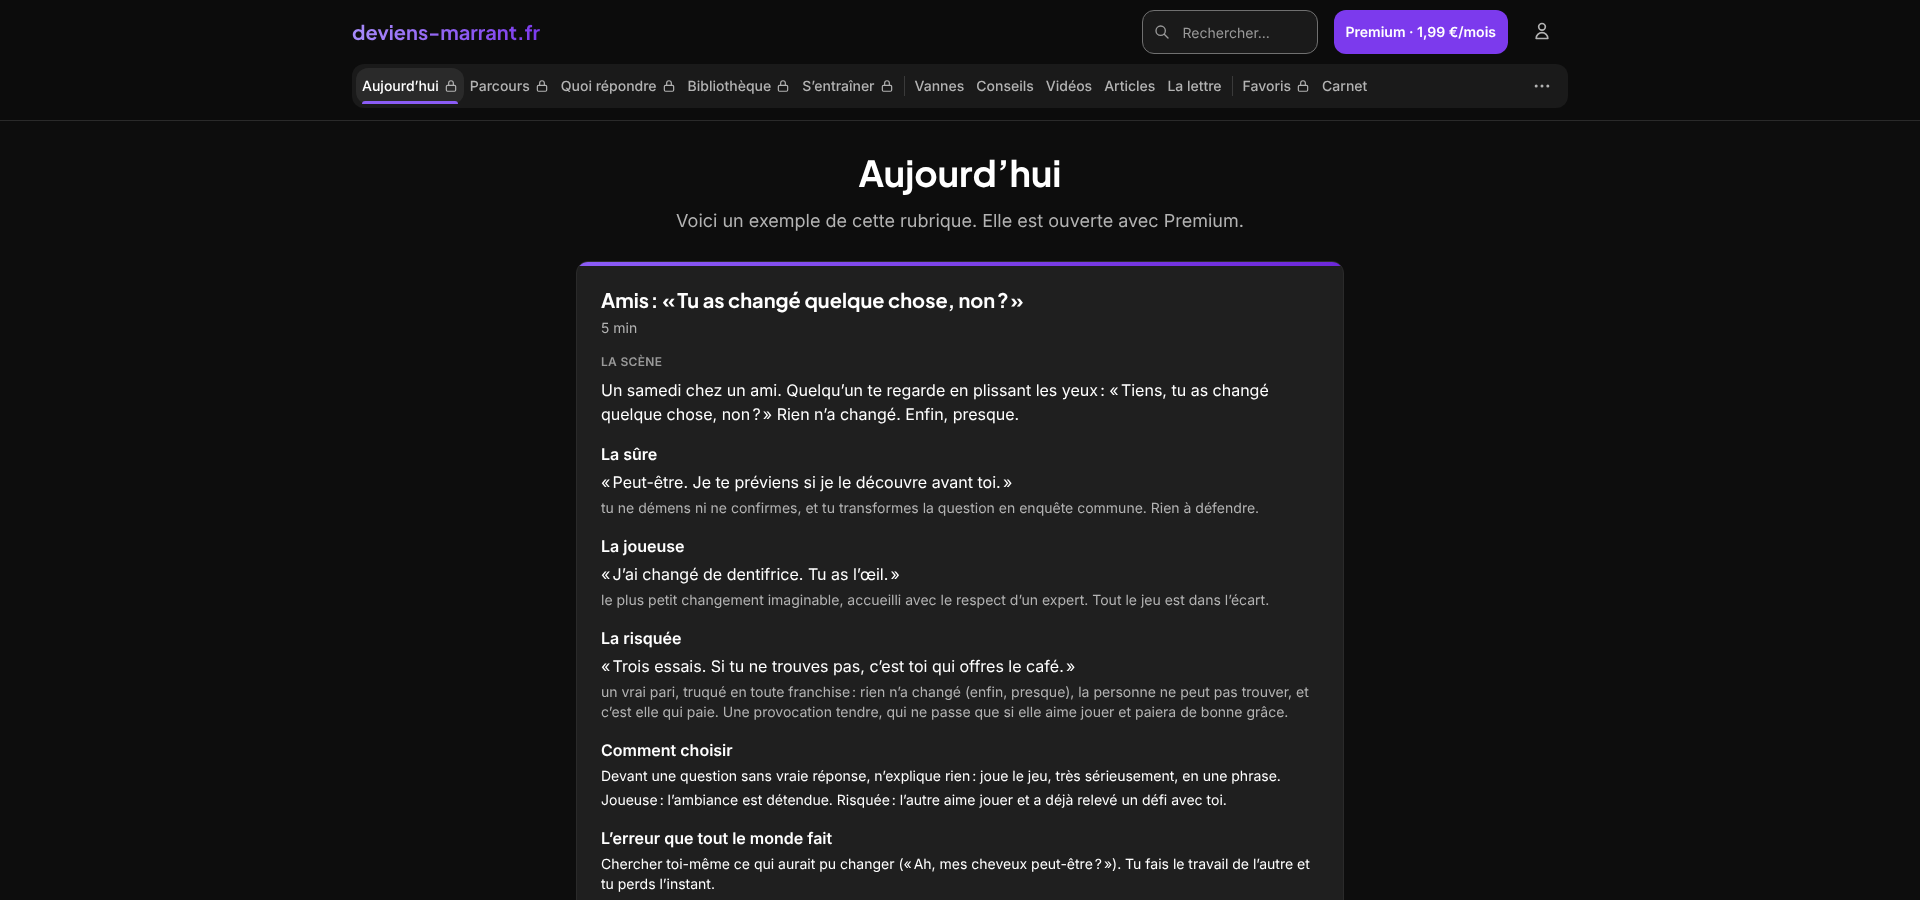 deviens-marrant.fr
Rechercher...
Premium · 1,99 €/mois
Aujourd’hui Parcours Quoi répondre Bibliothèque S’entraîner Vannes Conseils Vidéos Articles La lettre Favoris Carnet ...
Aujourd’hui
Voici un exemple de cette rubrique. Elle est ouverte avec Premium.
Amis : « Tu as changé quelque chose, non ? »
5 min
LA SCÈNE
Un samedi chez un ami. Quelqu’un te regarde en plissant les yeux : « Tiens, tu as changé
quelque chose, non ? » Rien n’a changé. Enfin, presque.
La sûre
« Peut-être. Je te préviens si je le découvre avant toi. »
tu ne démens ni ne confirmes, et tu transformes la question en enquête commune. Rien à défendre.
La joueuse
« J’ai changé de dentifrice. Tu as l’œil. »
le plus petit changement imaginable, accueilli avec le respect d’un expert. Tout le jeu est dans l’écart.
La risquée
« Trois essais. Si tu ne trouves pas, c’est toi qui offres le café. »
un vrai pari, truqué en toute franchise : rien n’a changé (enfin, presque), la personne ne peut pas trouver, et
c’est elle qui paie. Une provocation tendre, qui ne passe que si elle aime jouer et paiera de bonne grâce.
Comment choisir
Devant une question sans vraie réponse, n’explique rien : joue le jeu, très sérieusement, en une phrase.
Joueuse : l’ambiance est détendue. Risquée : l’autre aime jouer et a déjà relevé un défi avec toi.
L’erreur que tout le monde fait
Chercher toi-même ce qui aurait pu changer (« Ah, mes cheveux peut-être ? »). Tu fais le travail de l’autre et
tu perds l’instant.